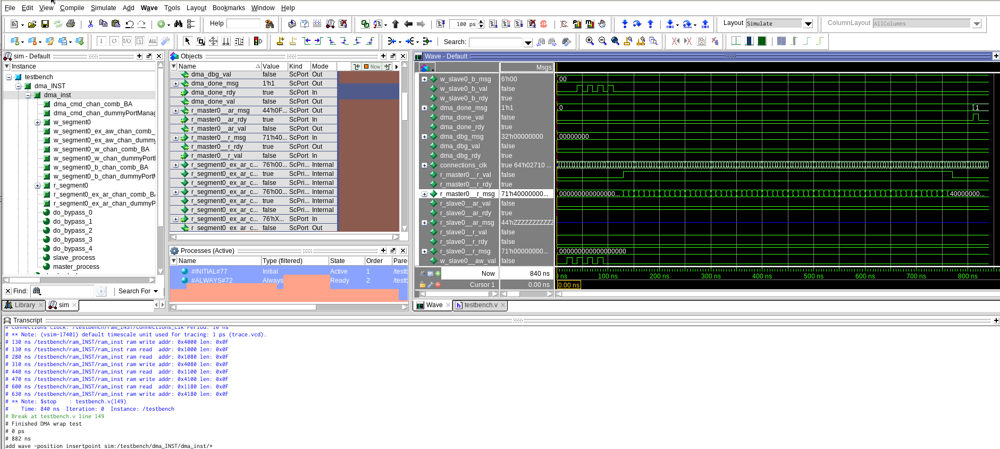 File Edit View Compile Simulate Add Wave Tools Layout Bookmarks Window Help
Help 100 ps Layout Simulate ColumnLayout AllColumns
Search:
sim - Default
Instance
testbench
dma_INST
dma_inst
dma_cmd_chan_comb_BA
dma_cmd_chan_dummyPortManag
w_segment0
w_segment0_ex_aw_chan_comb_
w_segment0_ex_aw_chan_dummy
w_segment0_w_chan_comb_BA
w_segment0_w_chan_dummyPortI
w_segment0_b_chan_comb_BA
w_segment0_b_chan_dummyPortM
r_segment0
r_segment0_ex_ar_chan_comb_B
r_segment0_ex_ar_chan_dummyP
do_bypass_0
do_bypass_1
do_bypass_2
do_bypass_3
do_bypass_4
slave_process
master_process
Find: Search For
Library sim
Objects
Name Value Kind Mode Now
dma_dbg_val false ScPort Out
dma_done_msg 1'h1 ScPort Out
dma_done_rdy true ScPort In
dma_done_val false ScPort Out
r_master0__ar_msg 44'h0F... ScPort Out
r_master0__ar_rdy true ScPort In
r_master0__ar_val false ScPort Out
r_master0__r_msg 71'h40... ScPort In
r_master0__r_rdy true ScPort Out
r_master0__r_val false ScPort In
r_segment0_ex_ar_c... 76'h00... ScPri... Internal
r_segment0_ex_ar_c... true ScPri... Internal
r_segment0_ex_ar_c... false ScPri... Internal
r_segment0_ex_ar_c... 76'h00... ScPri... Internal
r_segment0_ex_ar_c... true ScPri... Internal
r_segment0_ex_ar_c... false ScPri... Internal
r_segment0_ex_ar_c... 76'hX... ScPort In
r_segment0_ex_ar_c... false ScPort Out
Processes (Active)
Name Type (filtered) State Order Parer
#INITIAL#77 Initial Active 1 /testb
#ALWAYS#72 Always Ready 2 /testb
Wave - Default
Msgs
w_slave0_b_msg 6'h00 00
w_slave0_b_val false
w_slave0_b_rdy true
dma_done_msg 1'h1 0 1
dma_done_val false
dma_done_rdy true
dma_dbg_msg 32'h00000000 00000000
dma_dbg_val false
dma_dbg_rdy true
connections_clk true 64'h02710 ...
r_master0__r_val false
r_master0__r_rdy true
r_master0__r_msg 71'h40000000... 000000000000000... 40000000...
r_slave0__ar_val false
r_slave0__ar_rdy true
r_slave0__ar_msg 44'hZZZZZZZZZZZ
r_slave0__r_val false
r_slave0__r_rdy false
r_slave0__r_msg 71'h00000000... 000000000000000000
w_slave0__aw_val false
Now 840 ns ns 100 ns 200 ns 300 ns 400 ns 500 ns 600 ns 700 ns 800 ns
Cursor 1 0.00 ns 0.00 ns
Wave testbench.v
Transcript
# Connections Clock: /testbench/ram_INST/connections_clk Period: 10 ns
# ** Note: (vsim-17401) default timescale unit used for tracing: 1 ps (trace.vcd).
# 130 ns /testbench/ram_INST/ram_inst ram write addr: 0x4000 len: 0x0F
# 130 ns /testbench/ram_INST/ram_inst ram read  addr: 0x1000 len: 0x0F
# 280 ns /testbench/ram_INST/ram_inst ram read  addr: 0x1080 len: 0x0F
# 310 ns /testbench/ram_INST/ram_inst ram write addr: 0x4080 len: 0x0F
# 440 ns /testbench/ram_INST/ram_inst ram read  addr: 0x1100 len: 0x0F
# 470 ns /testbench/ram_INST/ram_inst ram write addr: 0x4100 len: 0x0F
# 600 ns /testbench/ram_INST/ram_inst ram read  addr: 0x1180 len: 0x0F
# 630 ns /testbench/ram_INST/ram_inst ram write addr: 0x4180 len: 0x0F
# ** Note: $stop    : testbench.v(149)
#    Time: 840 ns  Iteration: 0  Instance: /testbench
# Break at testbench.v line 149
# Finished DMA wrap test
# 0 ps
# 882 ns
add wave -position insertpoint sim:/testbench/dma_INST/dma_inst/*